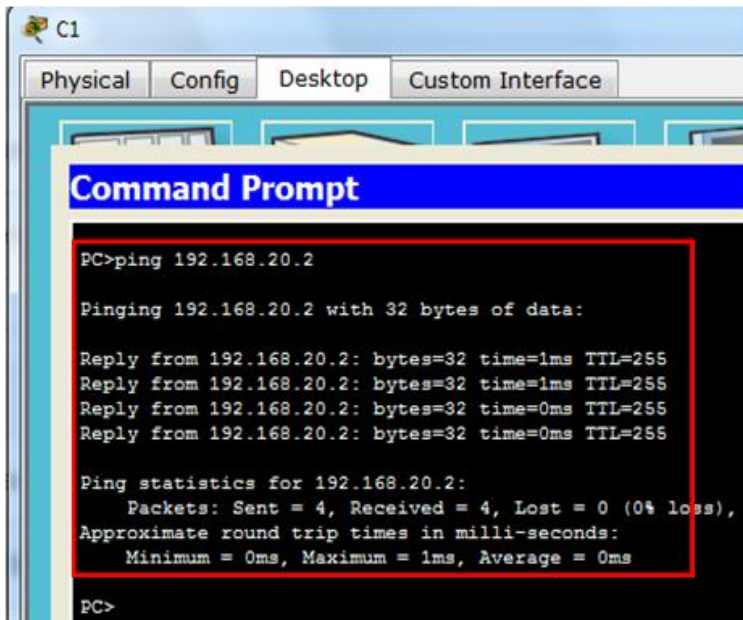 C1
Physical Config Desktop Custom Interface
Command Prompt
PC>ping 192.168.20.2
Pinging 192.168.20.2 with 32 bytes of data:
Reply from 192.168.20.2: bytes=32 time=1ms TTL=255
Reply from 192.168.20.2: bytes=32 time=1ms TTL=255
Reply from 192.168.20.2: bytes=32 time=0ms TTL=255
Reply from 192.168.20.2: bytes=32 time=0ms TTL=255
Ping statistics for 192.168.20.2:
Packets: Sent = 4, Received = 4, Lost = 0 (0% loss),
Approximate round trip times in milli-seconds:
Minimum = 0ms, Maximum = 1ms, Average = 0ms
PC>